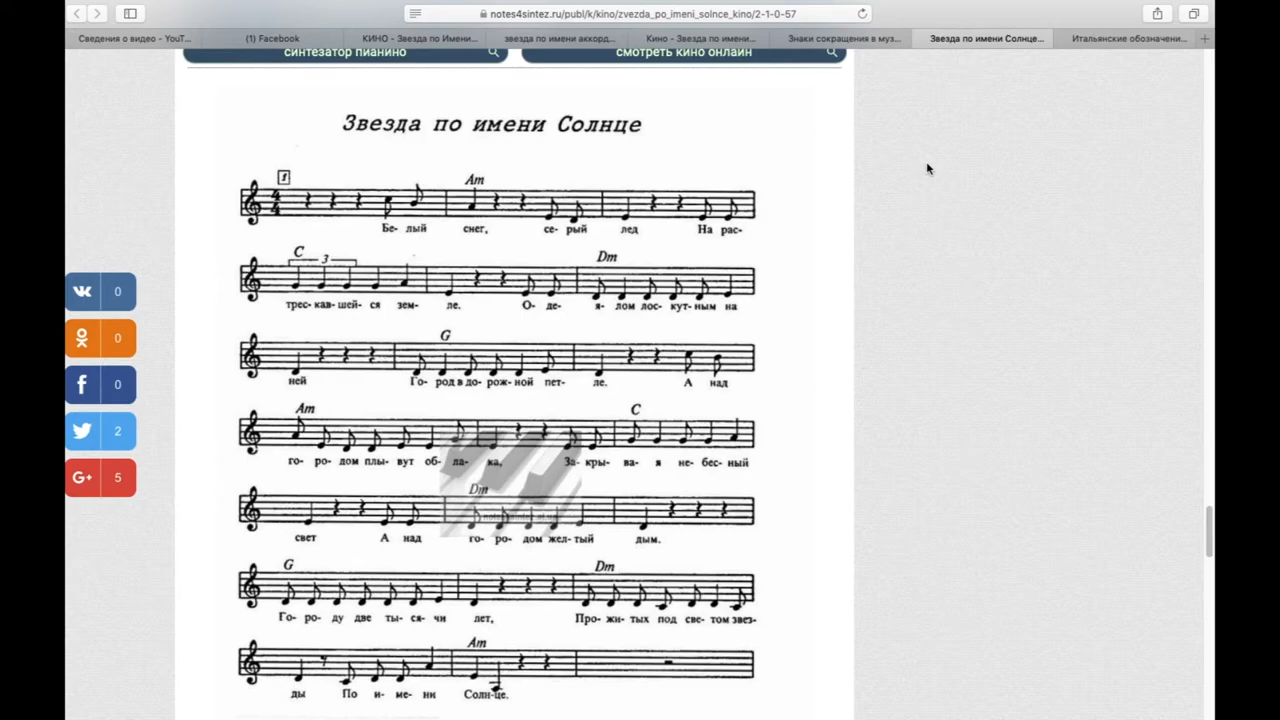 notes4sintez.ru/publ/k/kino/zvezda_po_imeni_solnce_kino/2-1-0-57
Сведения о видео - YouT...
(1) Facebook
КИНО - Звезда по Имени...
звезда по имени аккорд...
Кино - Звезда по имени...
Знаки сокращения в муз...
Звезда по имени Солнце...
Итальянские обозначени...
синтезатор пианино
смотреть кино онлайн
Звезда по имени Солнце
1
Am
4
4
Бе- лый снег, се- рый лед На рас-
C 3 Dm
трес- кав- шей- ся зем- ле. О- де- я- лом лос- кут- ным на
0
0
0
2
5
G
ней Го- род в до- рож- ной пет- ле. А над
Am C
го- ро- дом плы- вут об- ла- ка, За- кры- ва- я не- бес- ный
Dm
свет А над го- ро- дом жел- тый дым.
G Dm
Го- ро- ду две ты- ся- чи лет, Про- жи- тых под све- том звез-
Am
ды По и- ме- ни Солн- це.